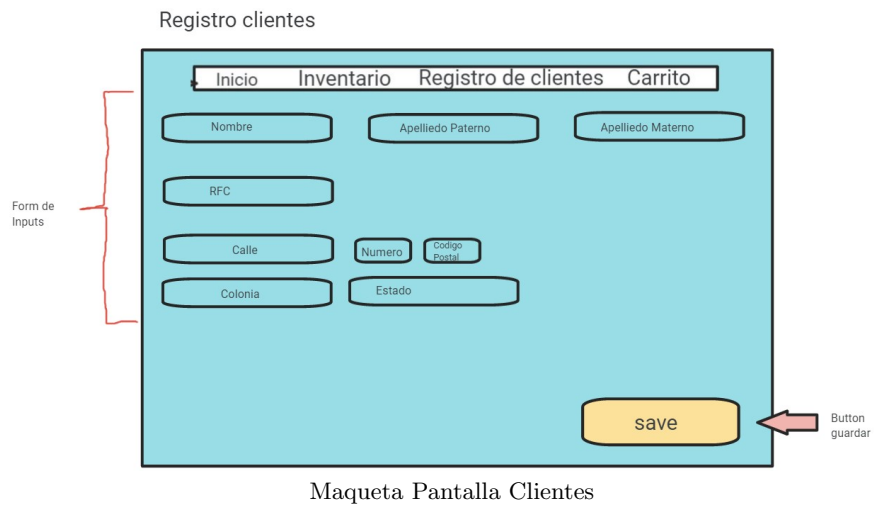 Registro clientes
Inicio Inventario Registro de clientes Carrito
Nombre Apelliedo Paterno Apelliedo Materno
RFC
Form de
Inputs
Calle Numero Codigo
Postal
Colonia Estado
save
Button
guardar
Maqueta Pantalla Clientes